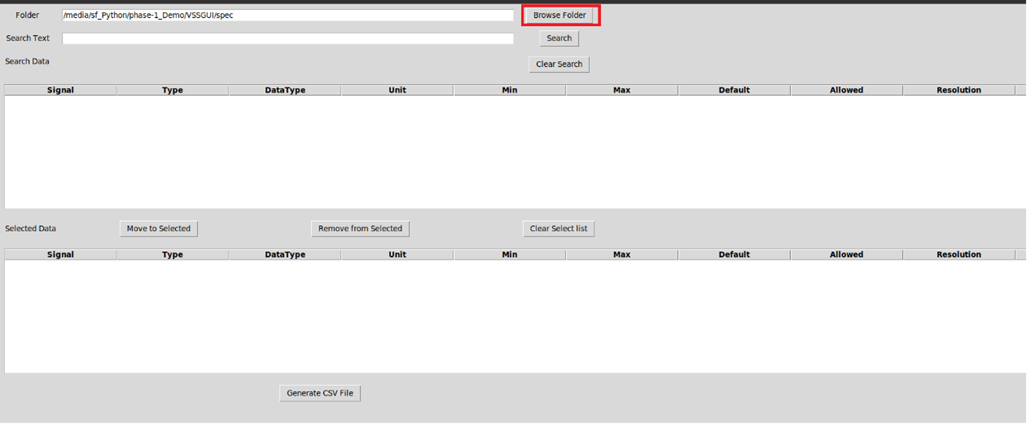 Folder /media/sf_Python/phase-1_Demo/VSSGUI/spec Browse Folder
Search Text Search
Search Data Clear Search
Signal Type DataType Unit Min Max Default Allowed Resolution
Selected Data Move to Selected Remove from Selected Clear Select list
Signal Type DataType Unit Min Max Default Allowed Resolution
Generate CSV File